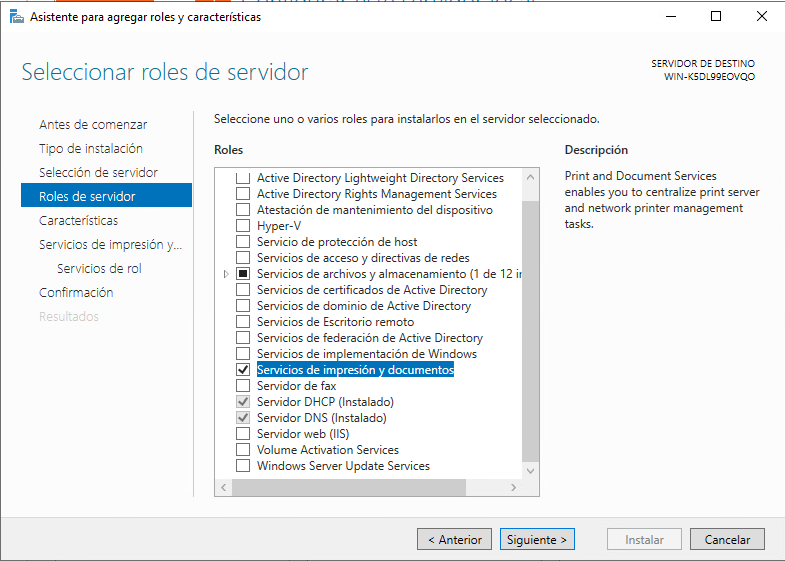 Asistente para agregar roles y características
Seleccionar roles de servidor
SERVIDOR DE DESTINO
WIN-K5DL99EOVQO
Antes de comenzar
Tipo de instalación
Selección de servidor
Roles de servidor
Características
Servicios de impresión y...
Servicios de rol
Confirmación
Resultados
Seleccione uno o varios roles para instalarlos en el servidor seleccionado.
Roles
Active Directory Lightweight Directory Services
Active Directory Rights Management Services
Atestación de mantenimiento del dispositivo
Hyper-V
Servicio de protección de host
Servicios de acceso y directivas de redes
Servicios de archivos y almacenamiento (1 de 12 in
Servicios de certificados de Active Directory
Servicios de dominio de Active Directory
Servicios de Escritorio remoto
Servicios de federación de Active Directory
Servicios de implementación de Windows
Servicios de impresión y documentos
Servidor de fax
Servidor DHCP (Instalado)
Servidor DNS (Instalado)
Servidor web (IIS)
Volume Activation Services
Windows Server Update Services
Descripción
Print and Document Services
enables you to centralize print server
and network printer management
tasks.
< Anterior
Siguiente >
Instalar
Cancelar